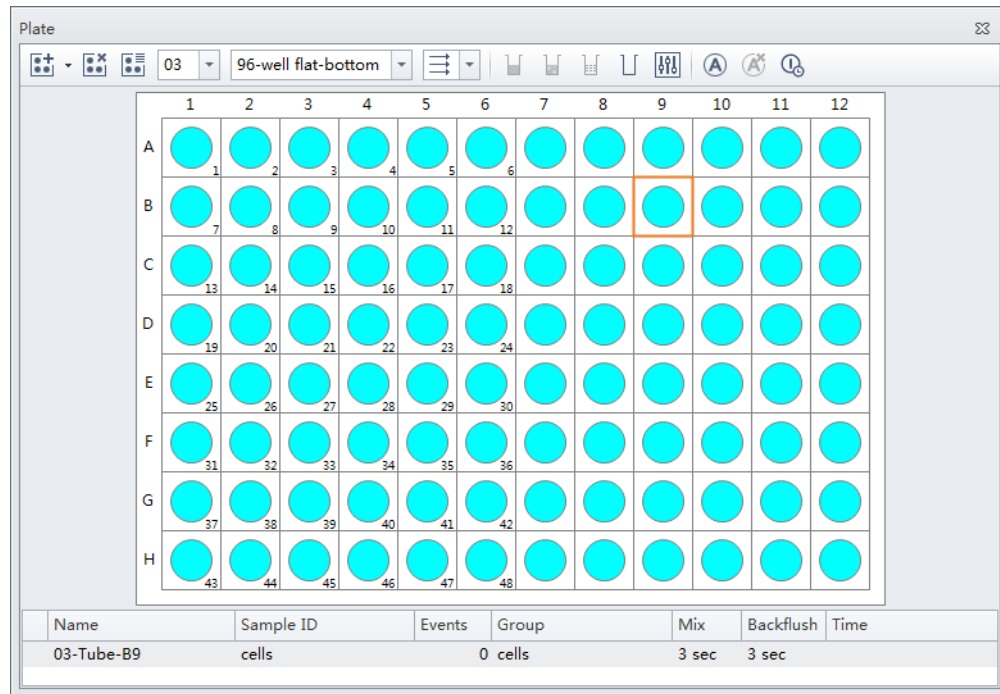 Plate
03 96-well flat-bottom
1 2 3 4 5 6 7 8 9 10 11 12
A
1 2 3 4 5 6
B
7 8 9 10 11 12
C
13 14 15 16 17 18
D
19 20 21 22 23 24
E
25 26 27 28 29 30
F
31 32 33 34 35 36
G
37 38 39 40 41 42
H
43 44 45 46 47 48
Name Sample ID Events Group Mix Backflush Time
03-Tube-B9 cells 0 cells 3 sec 3 sec